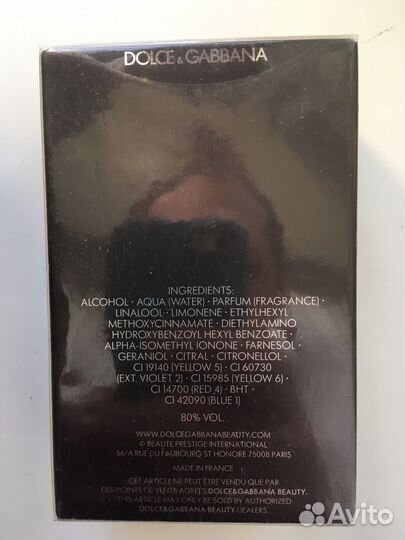 DOLCE & GABBANA
INGREDIENTS:
ALCOHOL · AQUA (WATER) · PARFUM (FRAGRANCE) ·
LINALOOL · LIMONENE · ETHYLHEXYL
METHOXYCINNAMATE · DIETHYLAMINO
HYDROXYBENZOYL HEXYL BENZOATE ·
ALPHA-ISOMETHYL IONONE · FARNESOL ·
GERANIOL · CITRAL · CITRONELLOL ·
CI 19140 (YELLOW 5) · CI 60730
(EXT. VIOLET 2) · CI 15985 (YELLOW 6) ·
CI 14700 (RED 4) · BHT ·
CI 42090 (BLUE 1)
80% VOL.
WWW.DOLCEGABBANABEAUTY.COM
© BEAUTE PRESTIGE INTERNATIONAL
56/A RUE DU FAUBOURG ST HONORE 75008 PARIS
MADE IN FRANCE
CET ARTICLE NE PEUT ÊTRE VENDU QUE PAR
DES POINTS DE VENTE AGRÉÉS DOLCE&GABBANA BEAUTY.
THIS ARTICLE MAY ONLY BE SOLD BY AUTHORIZED
DOLCE&GABBANA BEAUTY DEALERS.
Avito